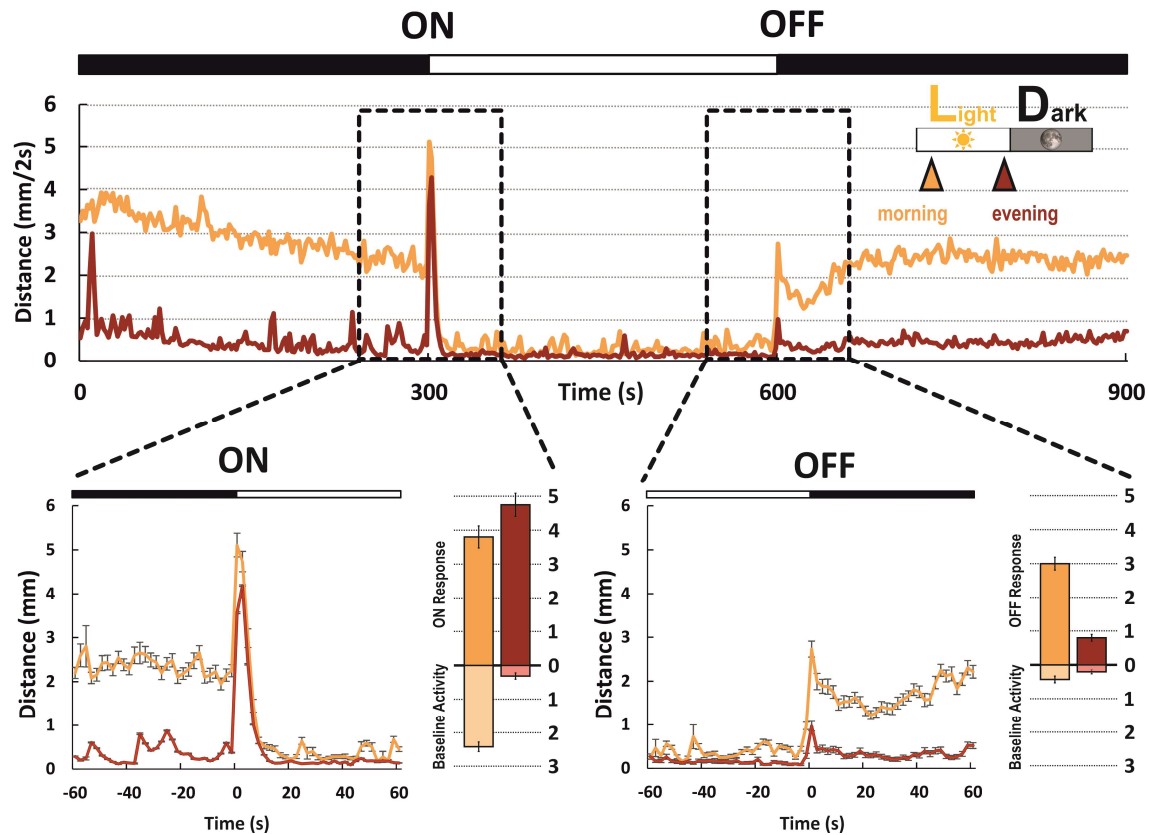 ON OFF
6
5
4
3
2
1
0
Distance (mm/2s)
Light Dark
morning evening
0 300 Time (s) 600 900
ON
6
5
4
3
2
1
0
Distance (mm)
-60 -40 -20 0 20 40 60
Time (s)
ON Response
Baseline Activity
5
4
3
2
1
0
1
2
3
OFF
6
5
4
3
2
1
0
Distance (mm)
-60 -40 -20 0 20 40 60
Time (s)
OFF Response
Baseline Activity
5
4
3
2
1
0
1
2
3